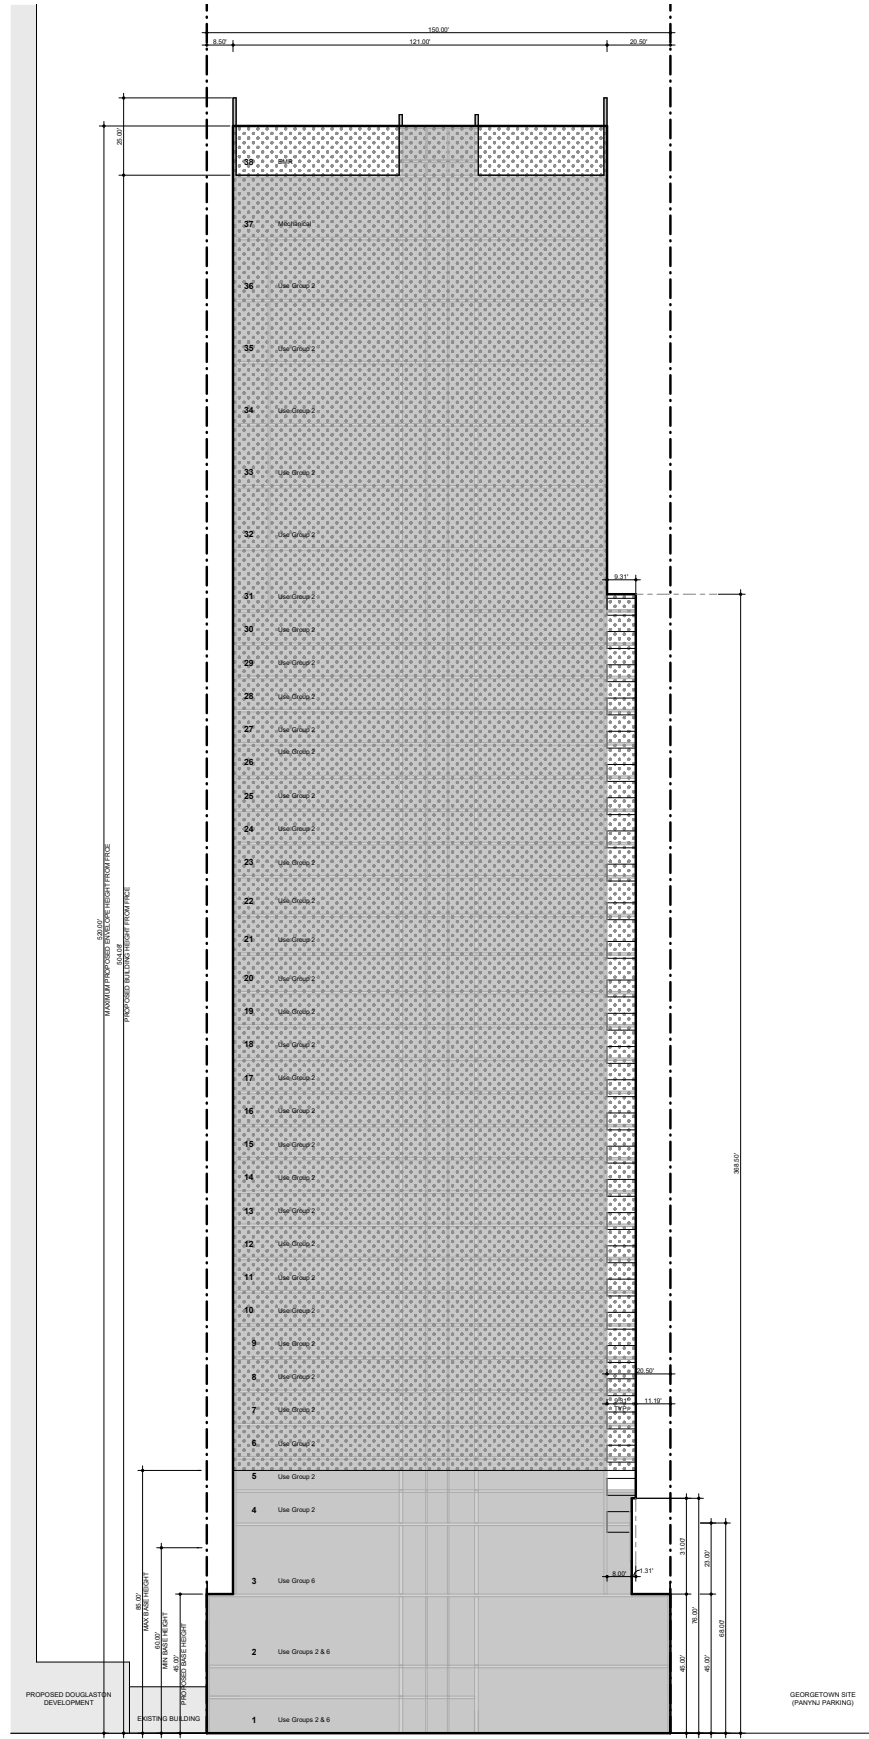 150.00'
8.50'
121.00'
20.50'
25.00'
38 EMR
37 Mechanical
36 Use Group 2
35 Use Group 2
34 Use Group 2
33 Use Group 2
32 Use Group 2
9.31'
31 Use Group 2
30 Use Group 2
29 Use Group 2
28 Use Group 2
27 Use Group 2
26 Use Group 2
25 Use Group 2
24 Use Group 2
23 Use Group 2
22 Use Group 2
21 Use Group 2
20 Use Group 2
19 Use Group 2
18 Use Group 2
17 Use Group 2
16 Use Group 2
15 Use Group 2
14 Use Group 2
13 Use Group 2
12 Use Group 2
11 Use Group 2
10 Use Group 2
9 Use Group 2
8 Use Group 2
7 Use Group 2
6 Use Group 2
5 Use Group 2
4 Use Group 2
3 Use Group 6
2 Use Groups 2 & 6
1 Use Groups 2 & 6
520.00'
MAXIMUM PROPOSED ENVELOPE HEIGHT FROM FRCE
504.08'
PROPOSED BUILDING HEIGHT FROM FRCE
368.50'
20.50'
9.31'
TYP.
11.19'
8.00'
1.31'
85.00'
MAX BASE HEIGHT
60.00'
MIN BASE HEIGHT
45.00'
PROPOSED BASE HEIGHT
31.00'
76.00'
23.00'
68.00'
45.00'
45.00'
PROPOSED DOUGLASTON
DEVELOPMENT
EXISTING BUILDING
GEORGETOWN SITE
(PANYNJ PARKING)